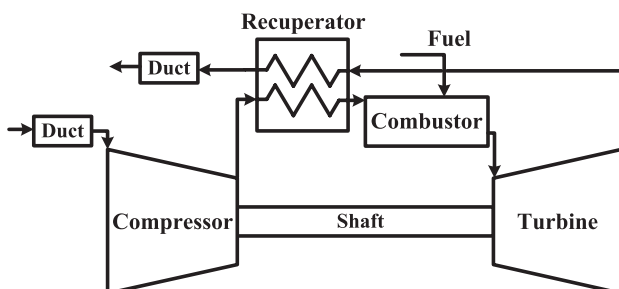 Recuperator
Fuel
Duct
Duct
Combustor
Compressor
Shaft
Turbine